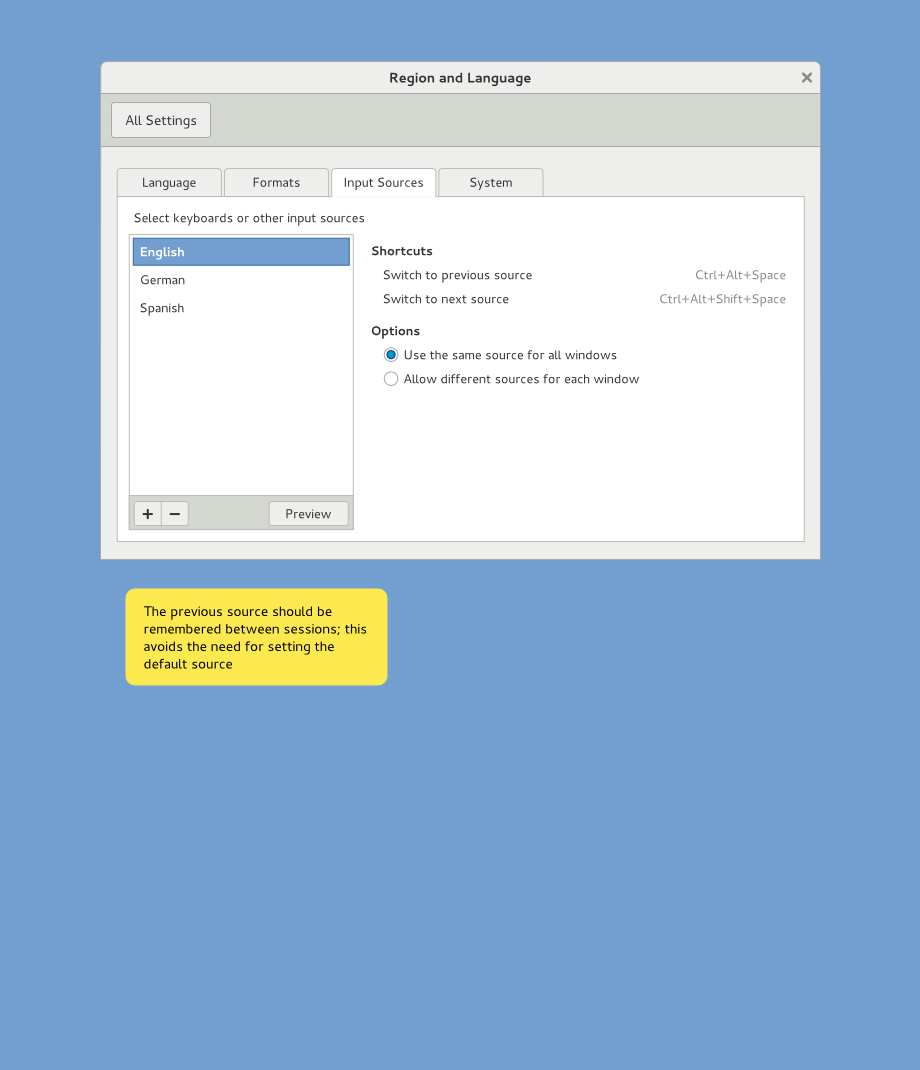 Region and Language
All Settings
Language
Formats
Input Sources
System
Select keyboards or other input sources
English
German
Spanish
Preview
Shortcuts
Switch to previous source
Ctrl+Alt+Space
Switch to next source
Ctrl+Alt+Shift+Space
Options
Use the same source for all windows
Allow different sources for each window
The previous source should be
remembered between sessions; this
avoids the need for setting the
default source